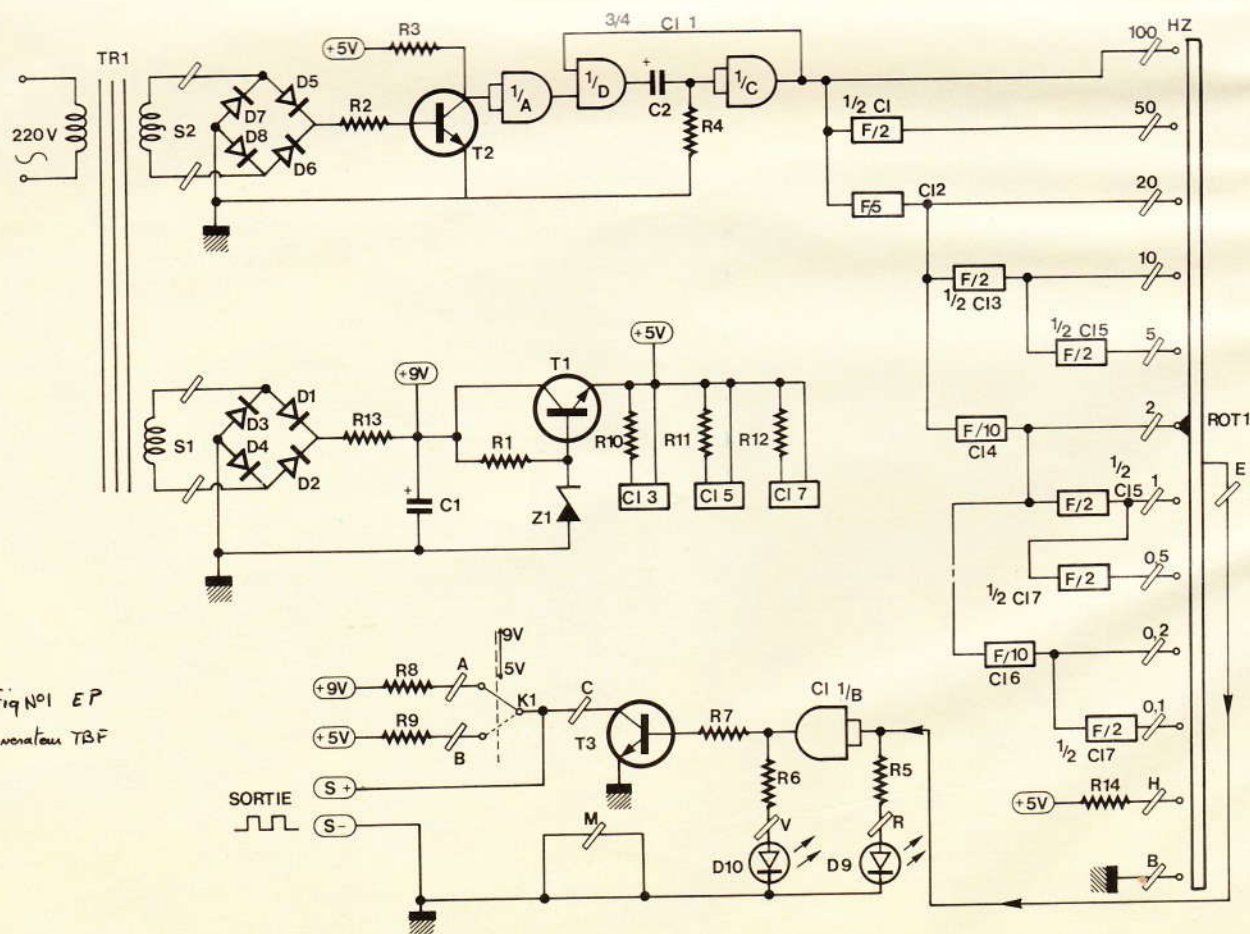 3/4 CI 1
HZ
100
+5V
R3
TR1
D5
1/A
1/D
+
C2
1/C
1/2 CI
D7
S2
R2
50
F/2
220V
D8
R4
T2
D6
CI2
20
F/5
10
F/2
1/2 CI3
1/2 CI5
5
F/2
+5V
T1
+9V
D1
D3
2
R13
ROT1
S1
D4
R1
R10
R11
R12
F/10
CI4
1/2 CI5
1
E
D2
+
C1
CI 3
CI 5
CI 7
F/2
Z1
0,5
1/2 CI7
F/2
9V
0,2
5V
F/10
CI6
A
R8
+9V
K1
C
CI 1/B
Fig No1 EP
R7
0,1
R9
+5V
T3
F/2
TBF
B
1/2 CI7
R6
R5
R14
H
S +
+5V
SORTIE
M
V
R
S-
D10
D9
B